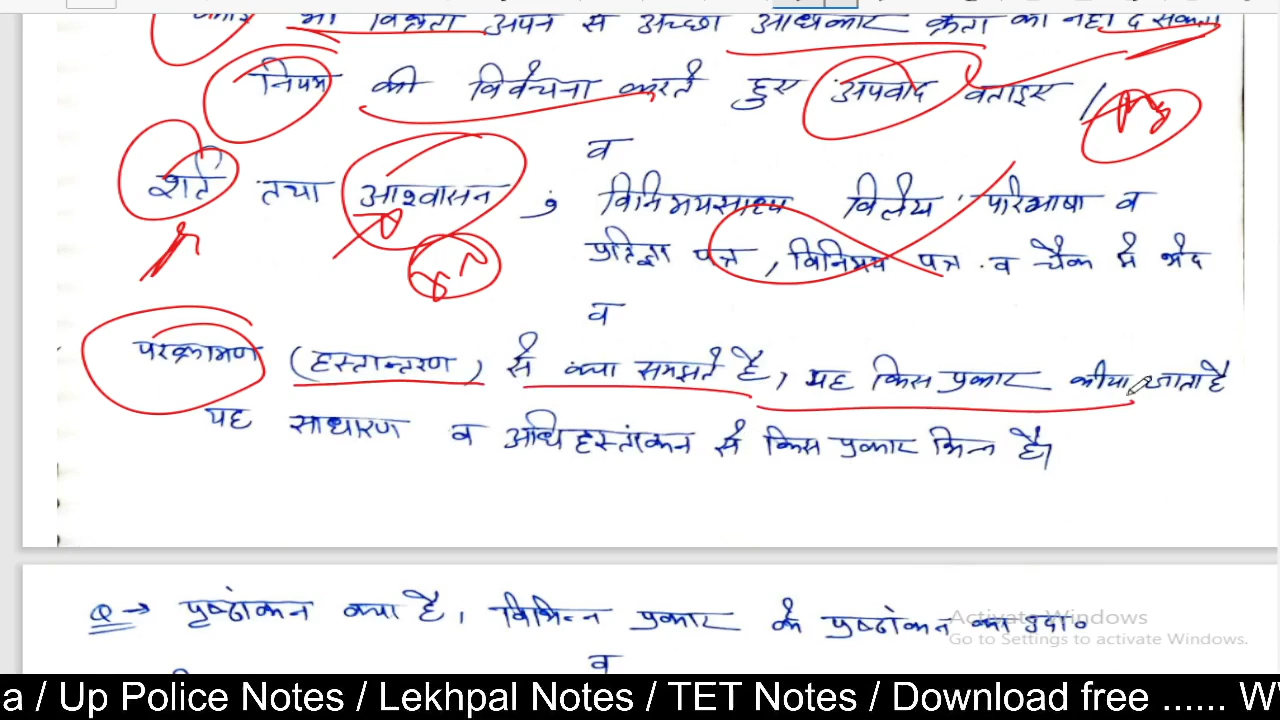 भी विक्रेता अपने से अच्छा अधिकार क्रेता को नही दे सकता
नियम की विवेचना करते हुए अपवाद बताइए /
व
शर्त तथा आश्वासन , विनिमयसाध्य विलेख परिभाषा व
प्रतिज्ञा पत्र , विनिमय पत्र व चैक मे भेद
व
परक्रामण (हस्तान्तरण) से क्या समझते है, यह किस प्रकार कीया जाता है
यह साधारण व अधिहस्तांकन से किस प्रकार भिन्न है।
Q → पृष्ठांकन क्या है, विभिन्न प्रकार के पृष्ठांकन का उदा०
व
Activate Windows
Go to Settings to activate Windows.
a / Up Police Notes / Lekhpal Notes / TET Notes / Download free ...... W